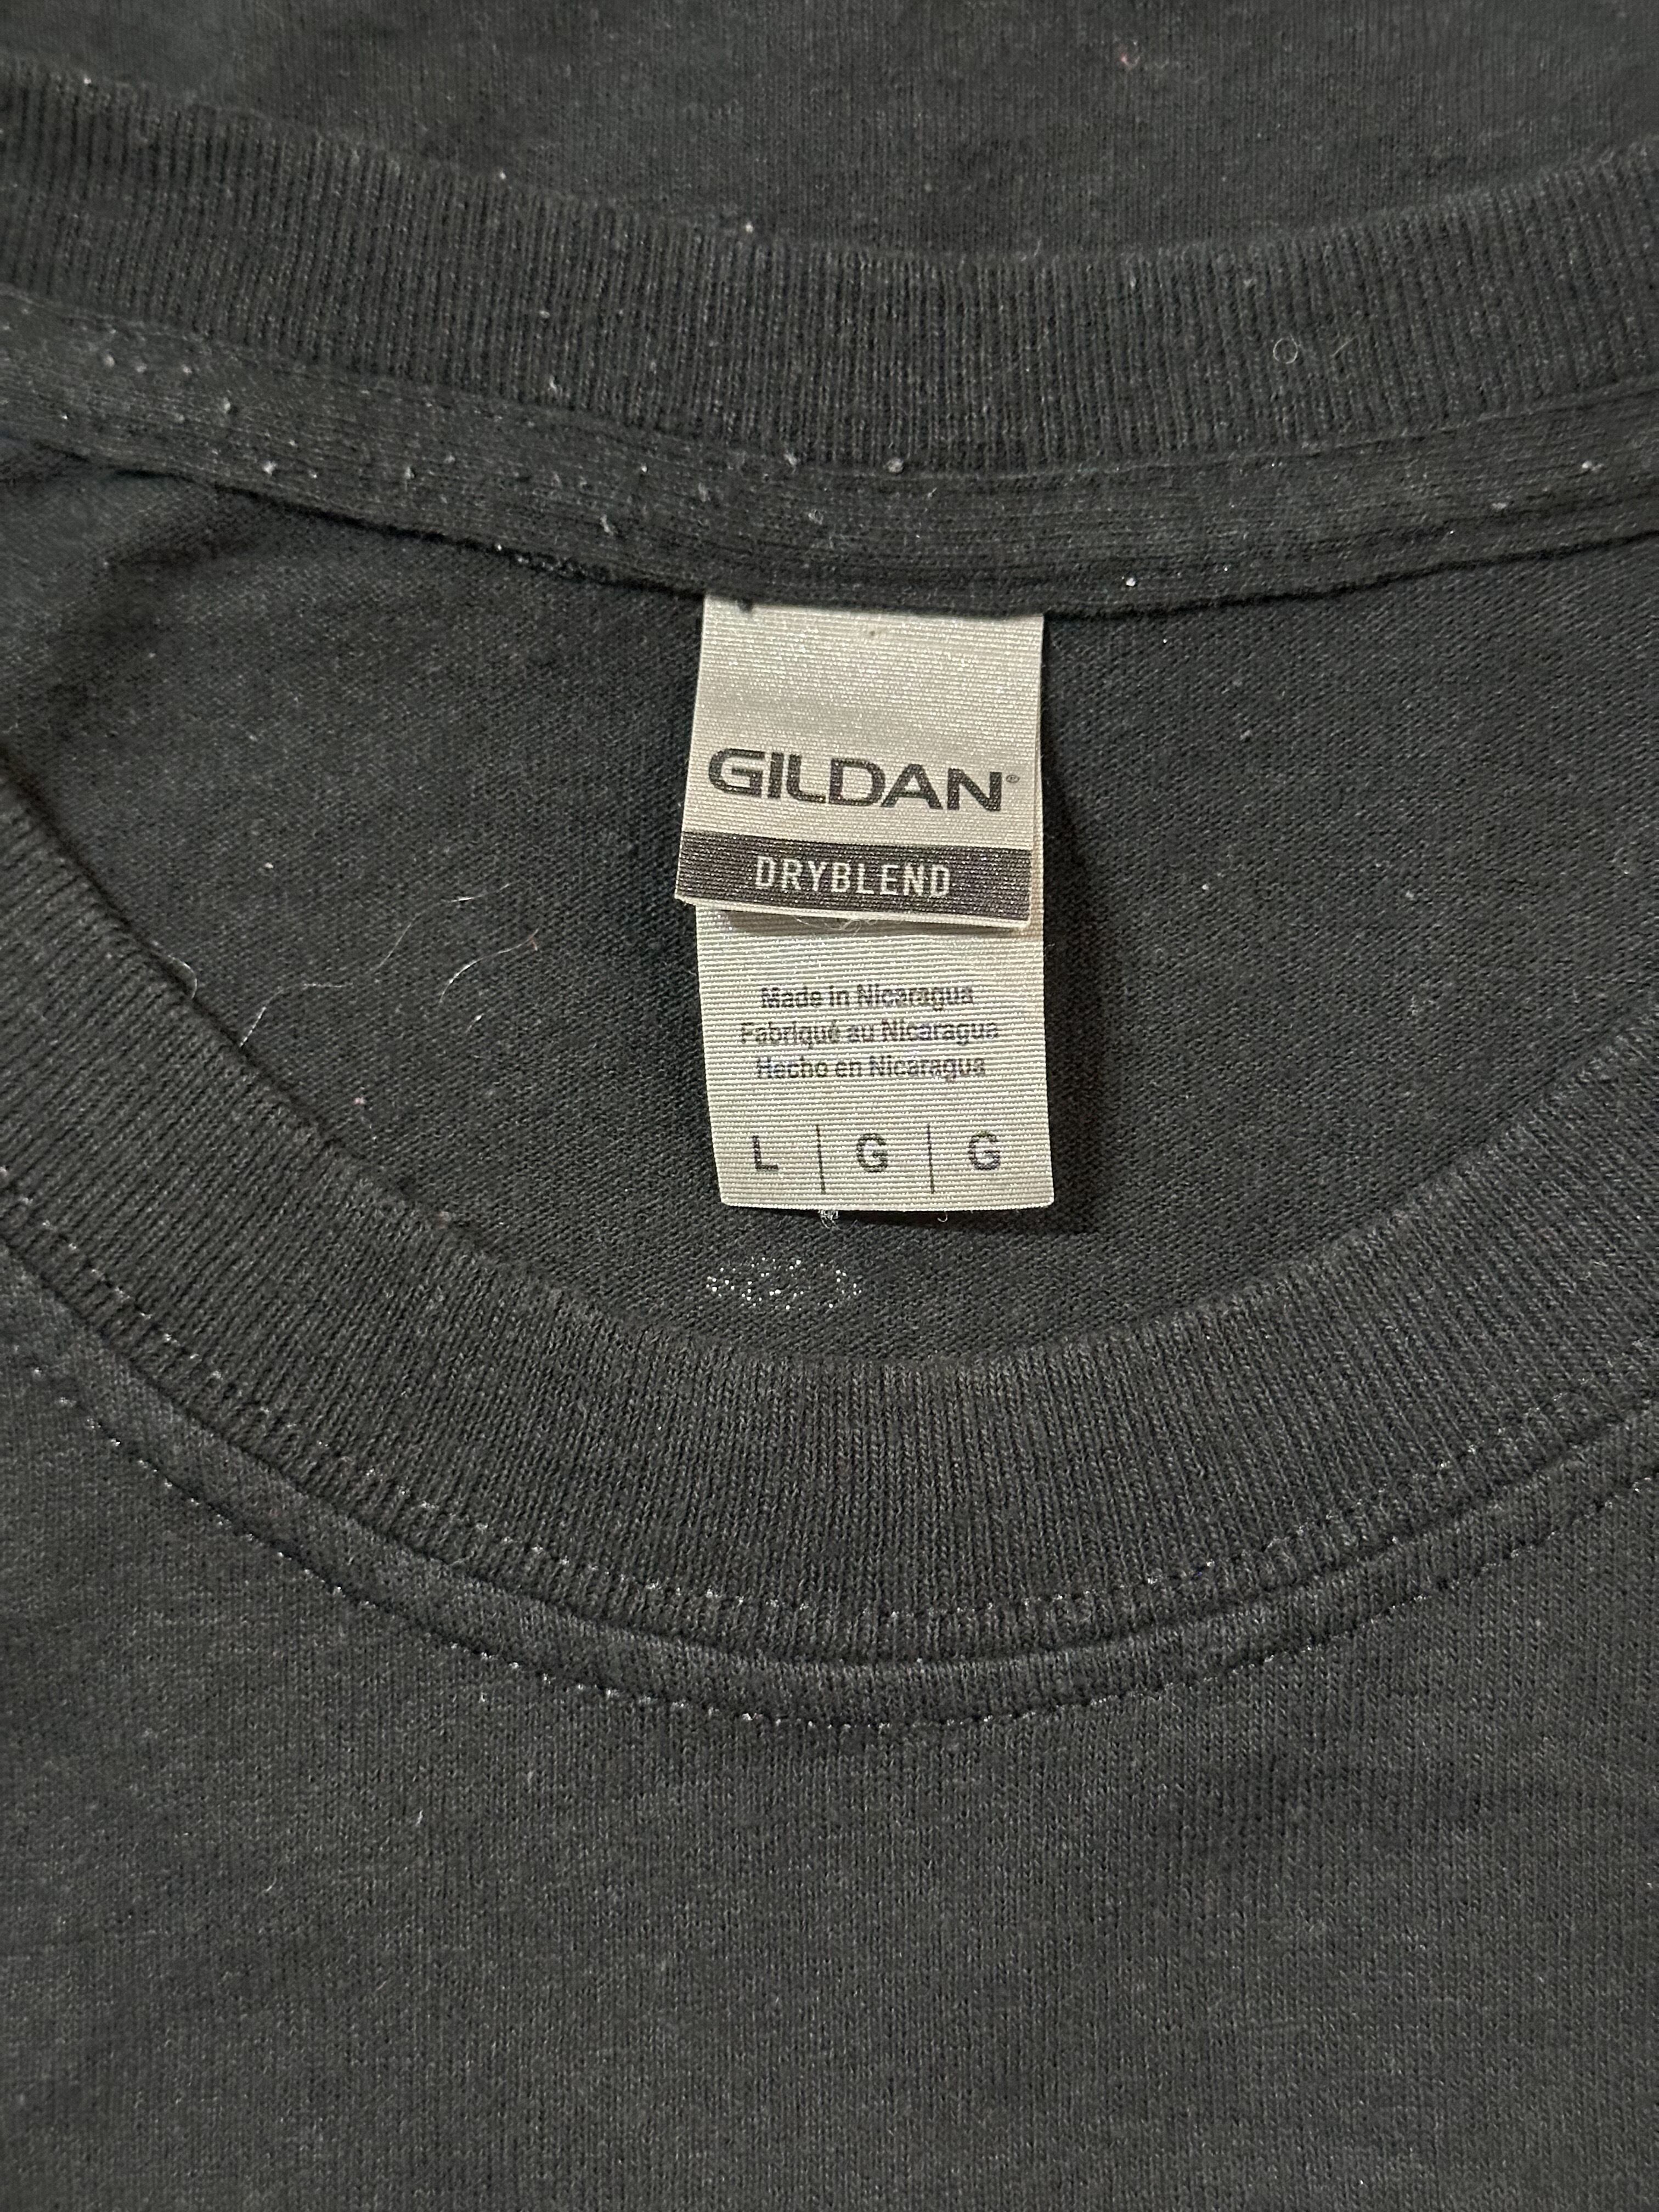 GILDAN®
DRYBLEND
Made in Nicaragua
Fabriqué au Nicaragua
Hecho en Nicaragua
L | G | G